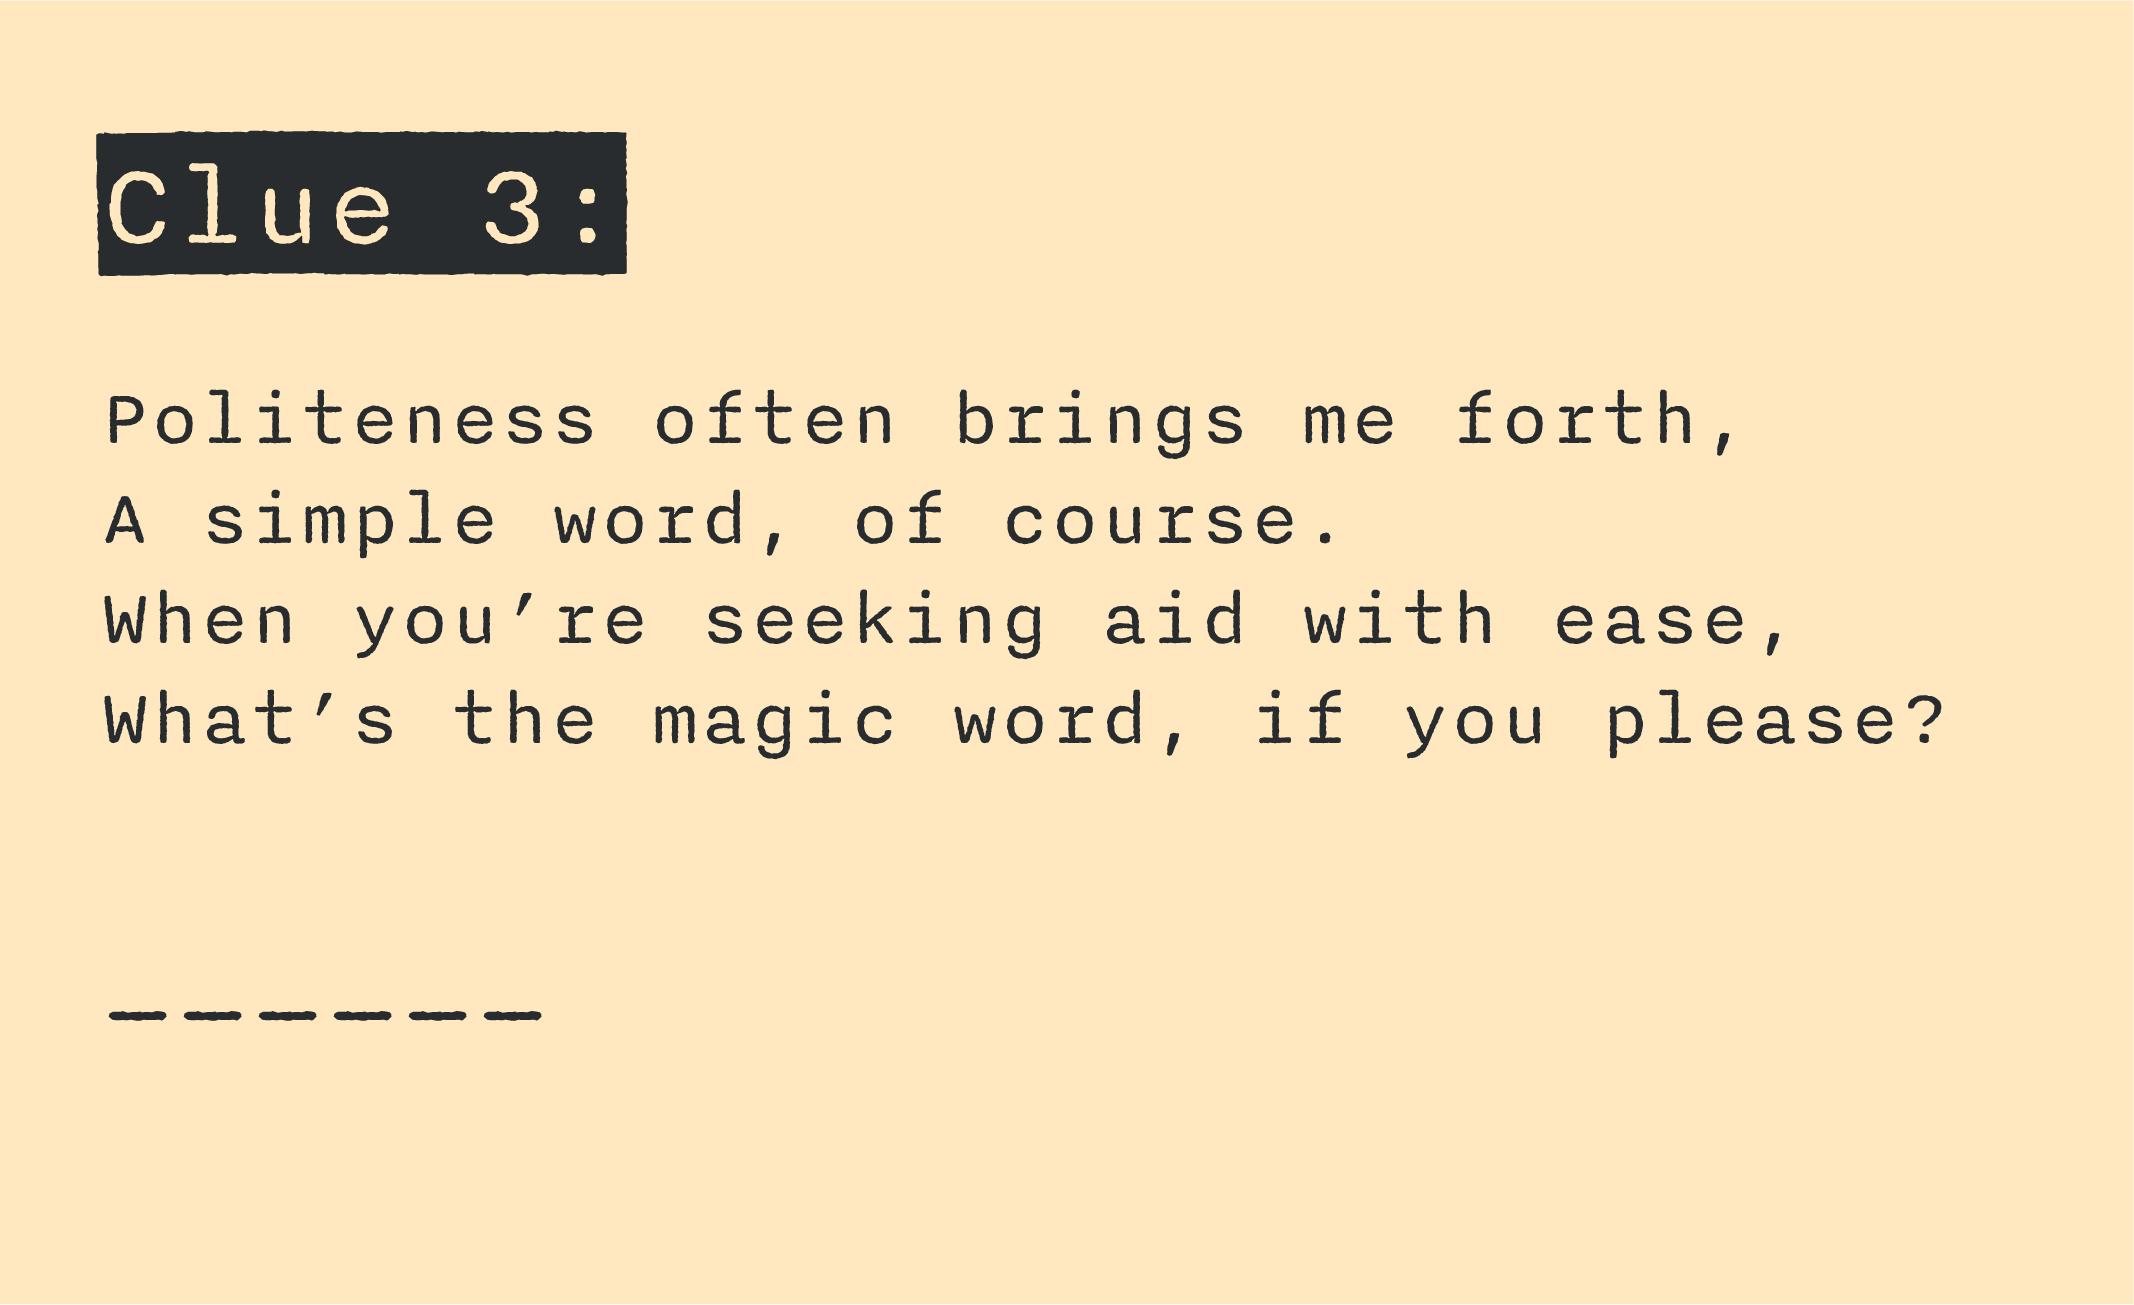 Clue 3:
Politeness often brings me forth,
A simple word, of course.
When you’re seeking aid with ease,
What’s the magic word, if you please?
______